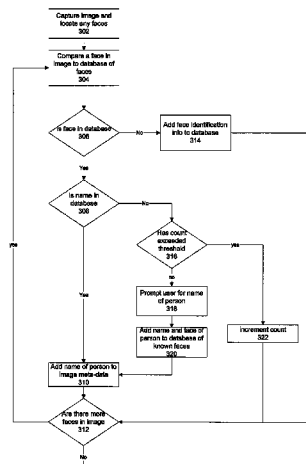 Capture image and
locate any faces
302
Compare a face in
image to database of
faces
304
Is face in database
306
No
Add face identification
info to database
314
Yes
Is name in
database
308
No
Has count
exceeded
threshold
316
yes
no
Yes
yes
Prompt user for name
of person
318
Add name and face of
person to database of
known faces
320
Increment count
322
Add name of person to
image meta-data
310
Are there more
faces in image
312
No